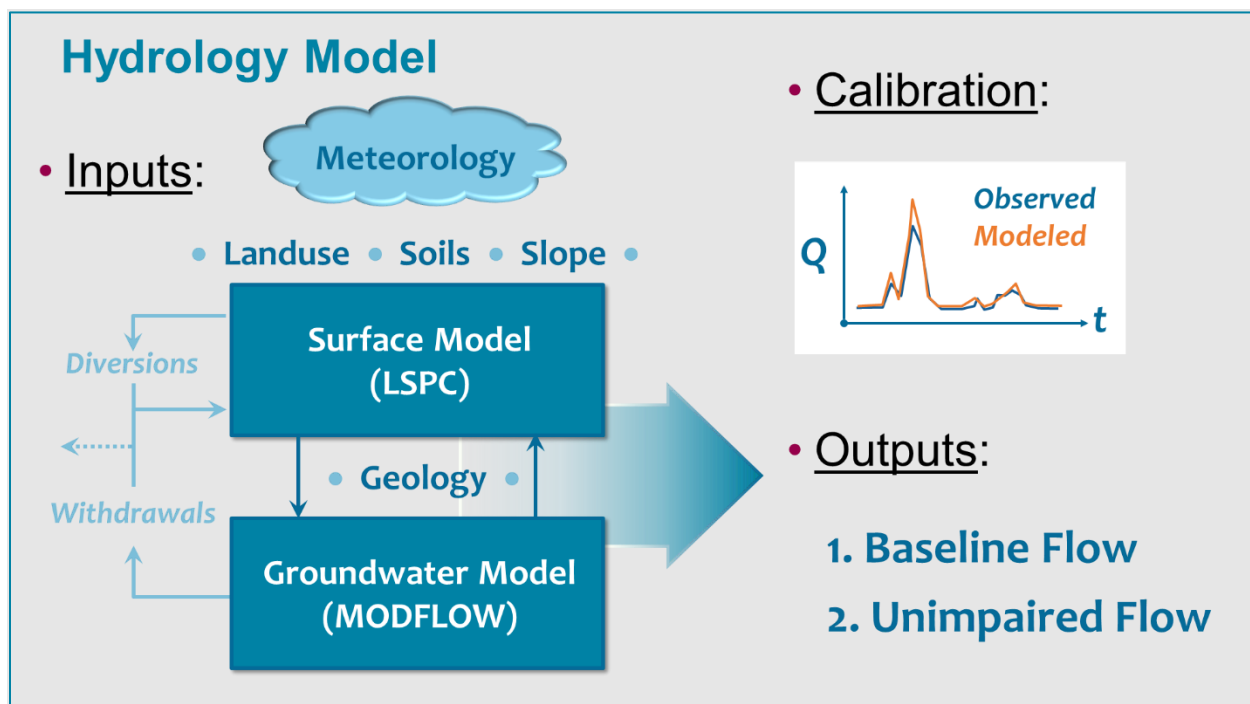 Hydrology Model
• Inputs:
Meteorology
• Landuse • Soils • Slope •
Surface Model
(LSPC)
Diversions
• Geology •
Withdrawals
Groundwater Model
(MODFLOW)
• Calibration:
Observed
Modeled
Q
t
• Outputs:
1. Baseline Flow
2. Unimpaired Flow